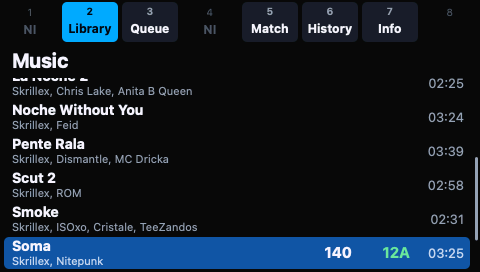 1 2 3 4 5 6 7 8
NI Library Queue NI Match History Info
Music
La Noche 2 02:25
Skrillex, Chris Lake, Anita B Queen
Noche Without You 03:24
Skrillex, Feid
Pente Rala 03:39
Skrillex, Dismantle, MC Dricka
Scut 2 02:58
Skrillex, ROM
Smoke 02:31
Skrillex, ISOxo, Cristale, TeeZandos
Soma 140 12A 03:25
Skrillex, Nitepunk